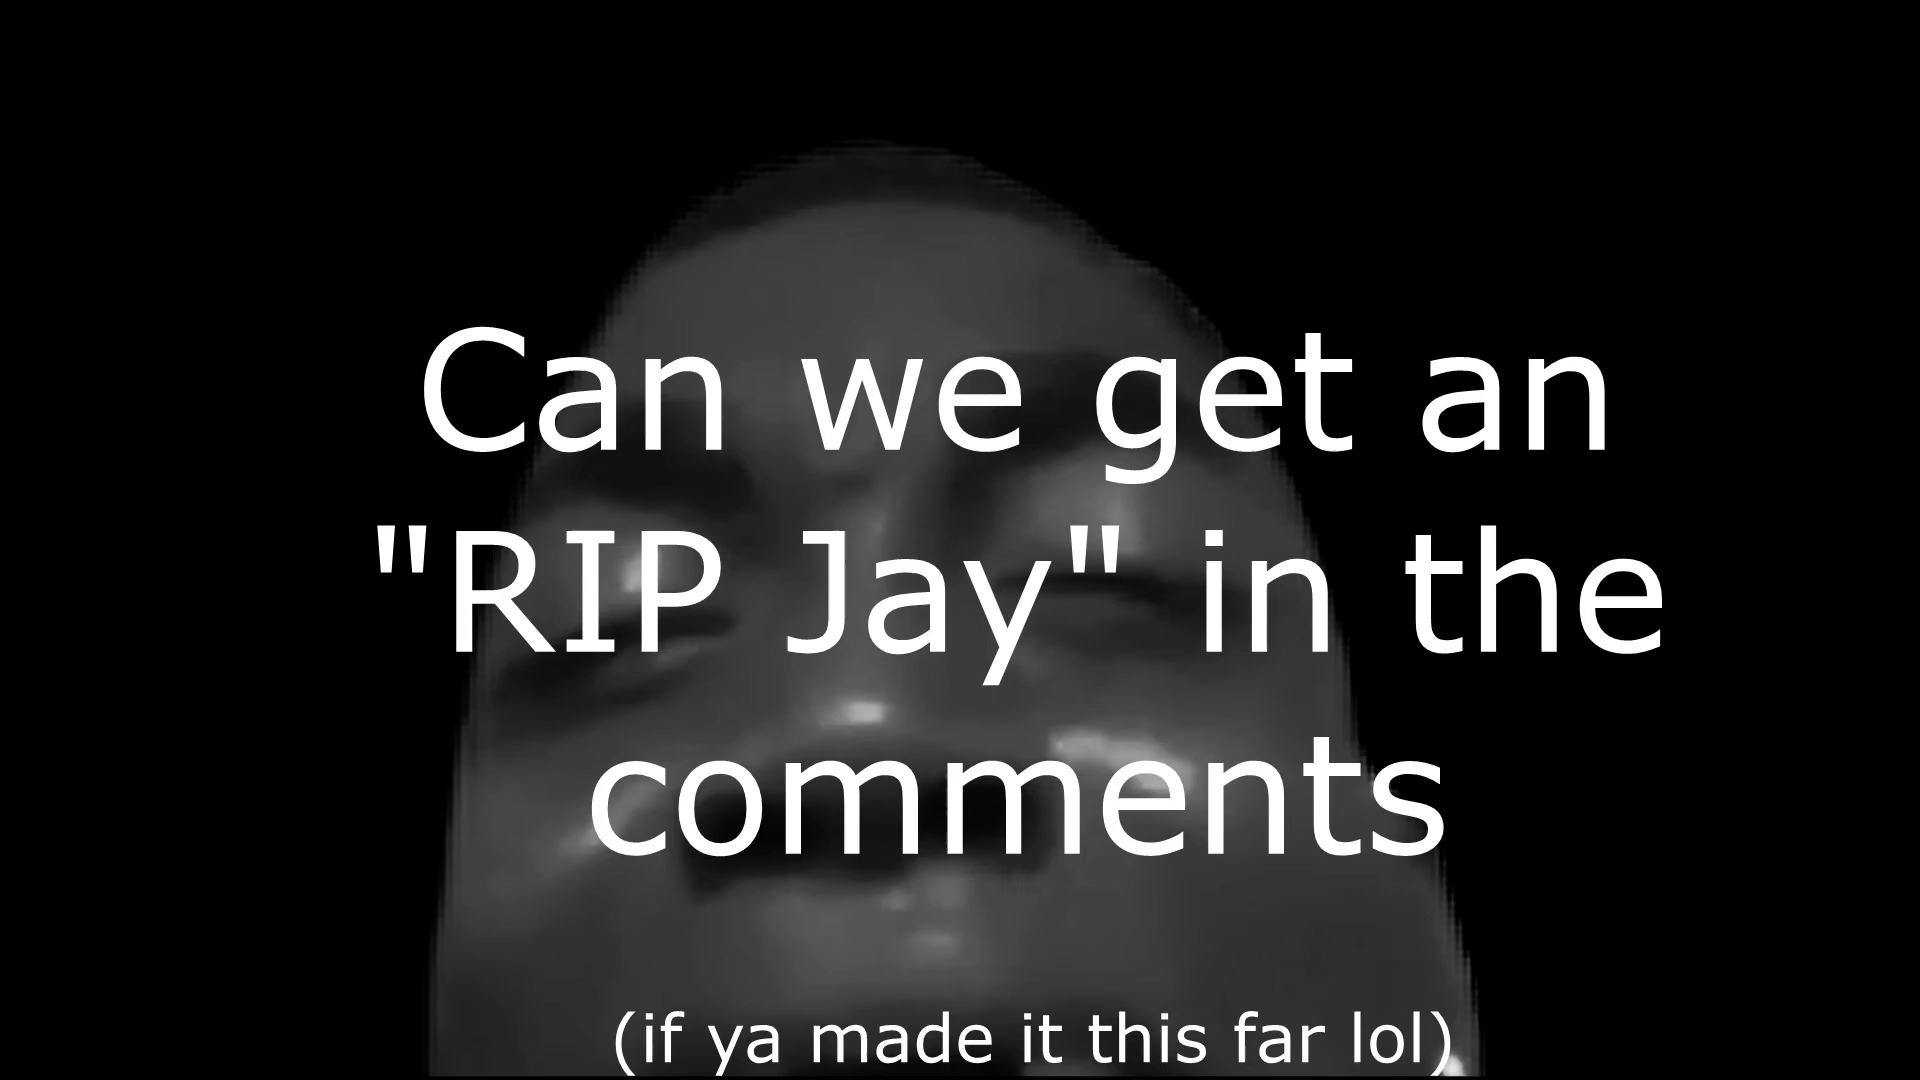 Can we get an
"RIP Jay" in the
comments
(if ya made it this far lol)